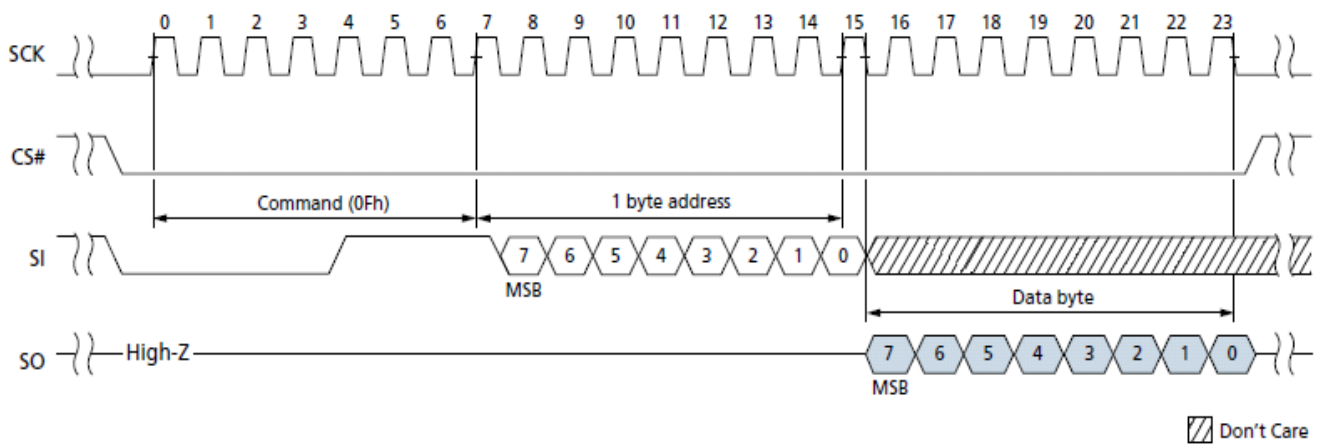 0 1 2 3 4 5 6 7 8 9 10 11 12 13 14 15 16 17 18 19 20 21 22 23
SCK
CS#
Command (0Fh) 1 byte address
SI 7 6 5 4 3 2 1 0
MSB Data byte
SO High-Z 7 6 5 4 3 2 1 0
MSB
Don't Care